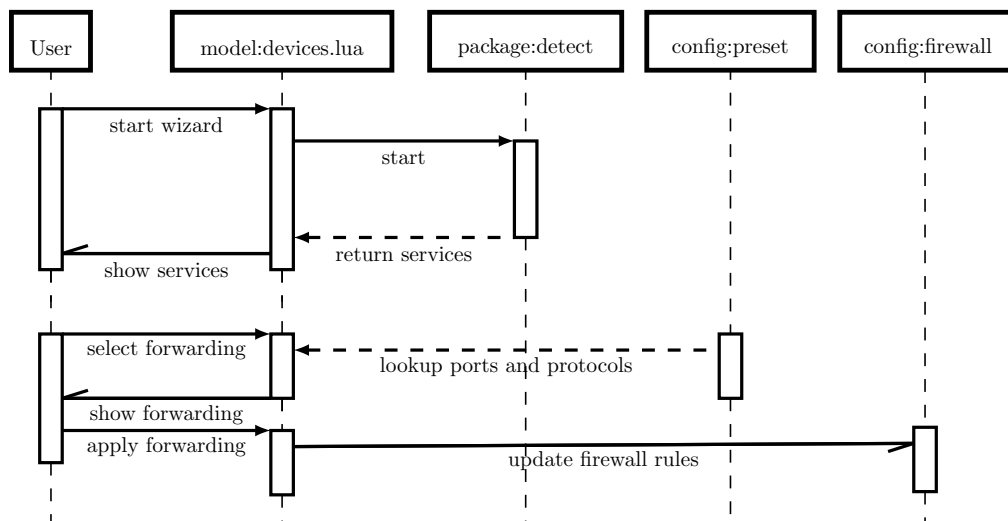 User
model:devices.lua
package:detect
config:preset
config:firewall
start wizard
start
return services
show services
select forwarding
lookup ports and protocols
show forwarding
apply forwarding
update firewall rules